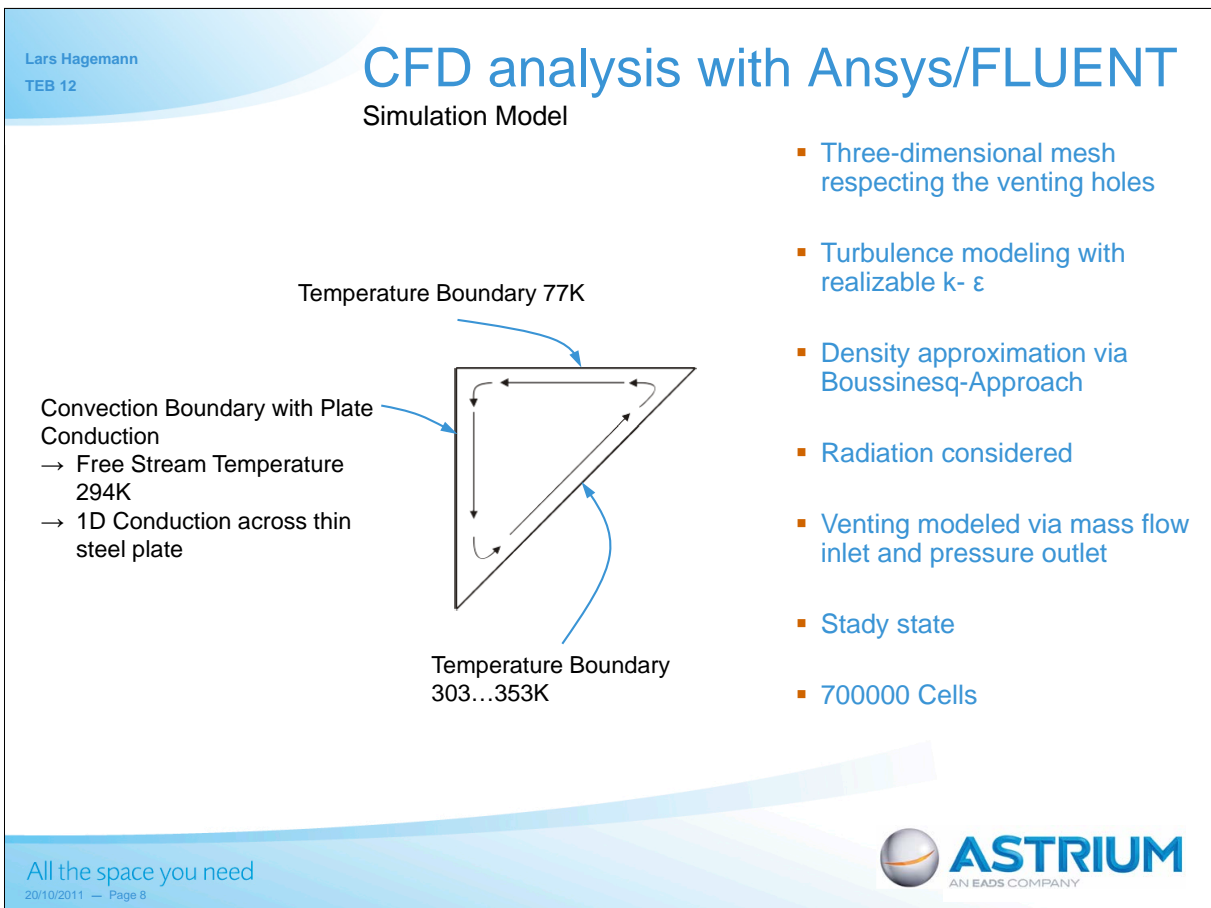 Lars Hagemann
TEB 12
CFD analysis with Ansys/FLUENT
Simulation Model
Temperature Boundary 77K
Convection Boundary with Plate
Conduction
→ Free Stream Temperature
294K
→ 1D Conduction across thin
steel plate
Temperature Boundary
303…353K
▪ Three-dimensional mesh
respecting the venting holes
▪ Turbulence modeling with
realizable k- ε
▪ Density approximation via
Boussinesq-Approach
▪ Radiation considered
▪ Venting modeled via mass flow
inlet and pressure outlet
▪ Stady state
▪ 700000 Cells
All the space you need
20/10/2011 — Page 8
ASTRIUM
AN EADS COMPANY